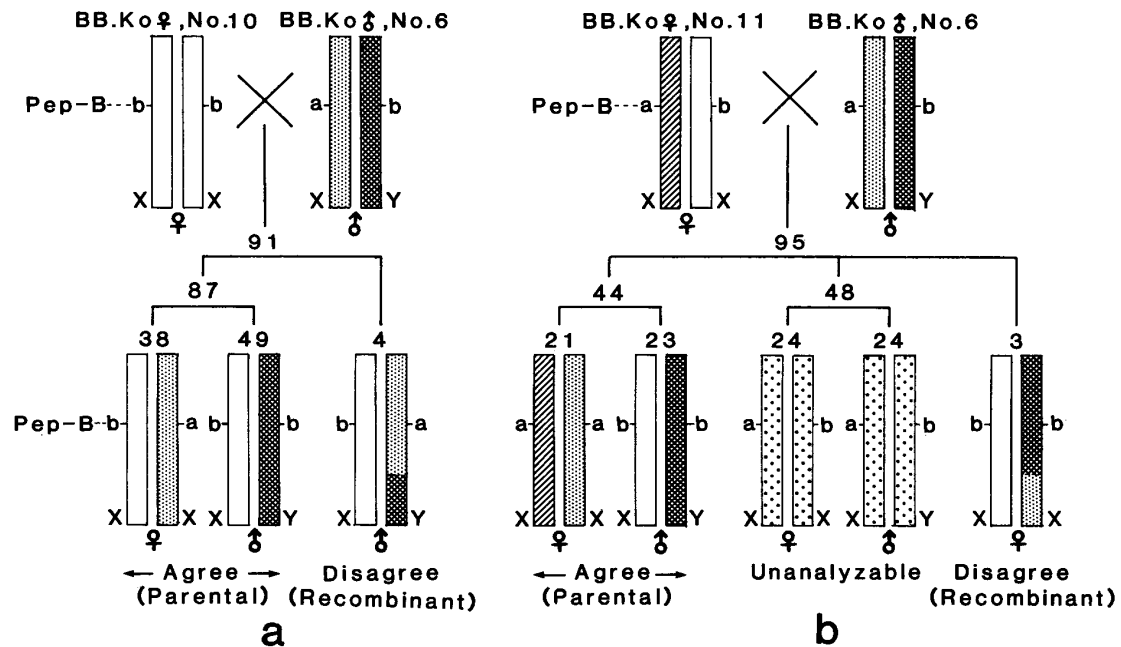 BB.Ko♀,No.10 BB.Ko♂,No.6 BB.Ko♀,No.11 BB.Ko♂,No.6
Pep-B---b b a b Pep-B---a b a b
X X X Y X X X Y
♀ ♂ ♀ ♂
91 95
87 44 48
38 49 4 21 23 24 24 3
Pep-B--b a b b b a a a b b a b a b b b
X X X Y X Y X X X Y X X X Y X X
♀ ♂ ♂ ♀ ♂ ♀ ♂ ♀
← Agree → Disagree ← Agree → Unanalyzable Disagree
(Parental) (Recombinant) (Parental) (Recombinant)
a b